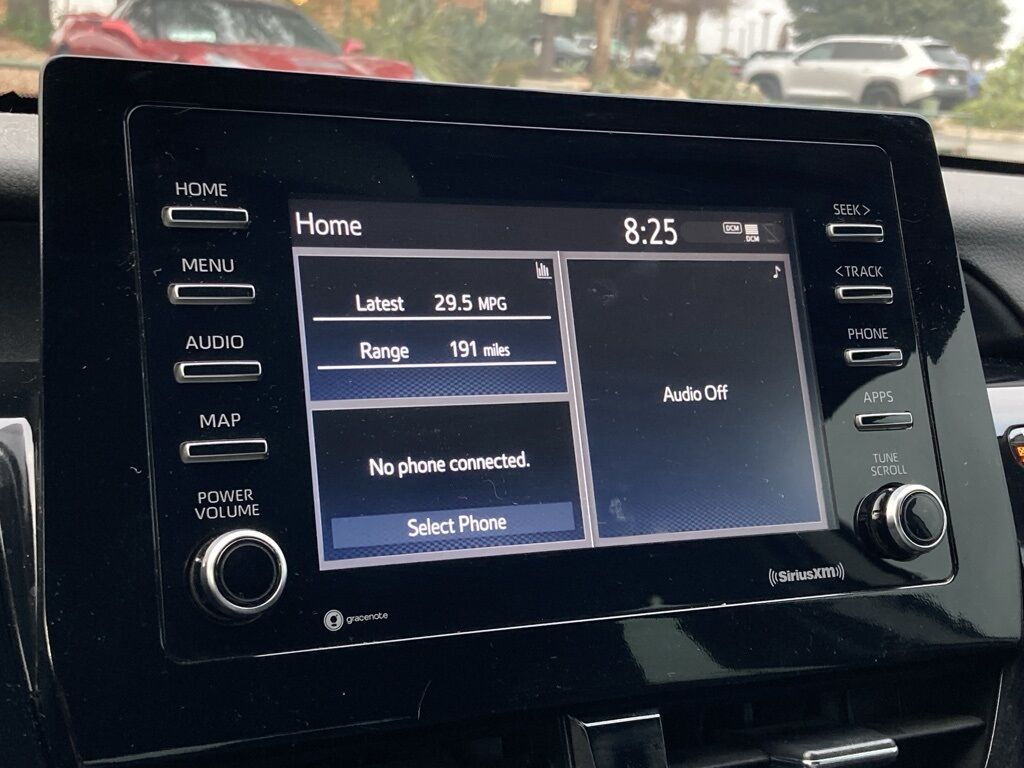 HOME
MENU
AUDIO
MAP
POWER
VOLUME
Home 8:25 DCM DCM
Latest 29.5 MPG
Range 191 miles
No phone connected.
Select Phone
Audio Off
SEEK >
< TRACK
PHONE
APPS
TUNE
SCROLL
((SiriusXM))
g gracenote